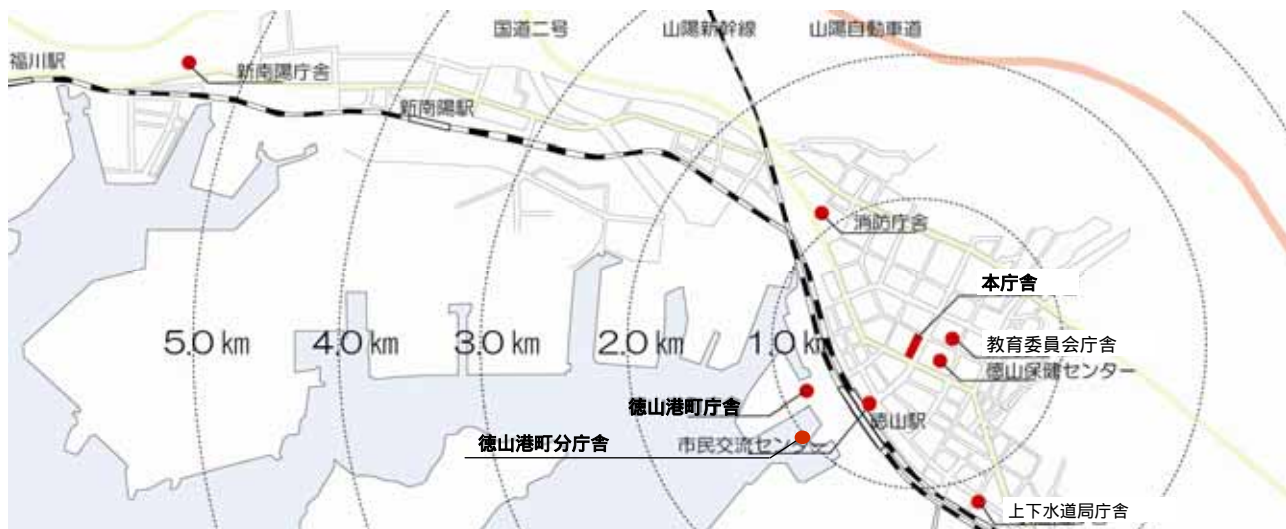 国道二号
山陽新幹線
山陽自動車道
福川駅
新南陽庁舎
新南陽駅
消防庁舎
本庁舎
5.0 km
4.0 km
3.0 km
2.0 km
1.0 km
教育委員会庁舎
徳山保健センター
徳山港町庁舎
徳山駅
徳山港町分庁舎
市民交流センター
上下水道局庁舎